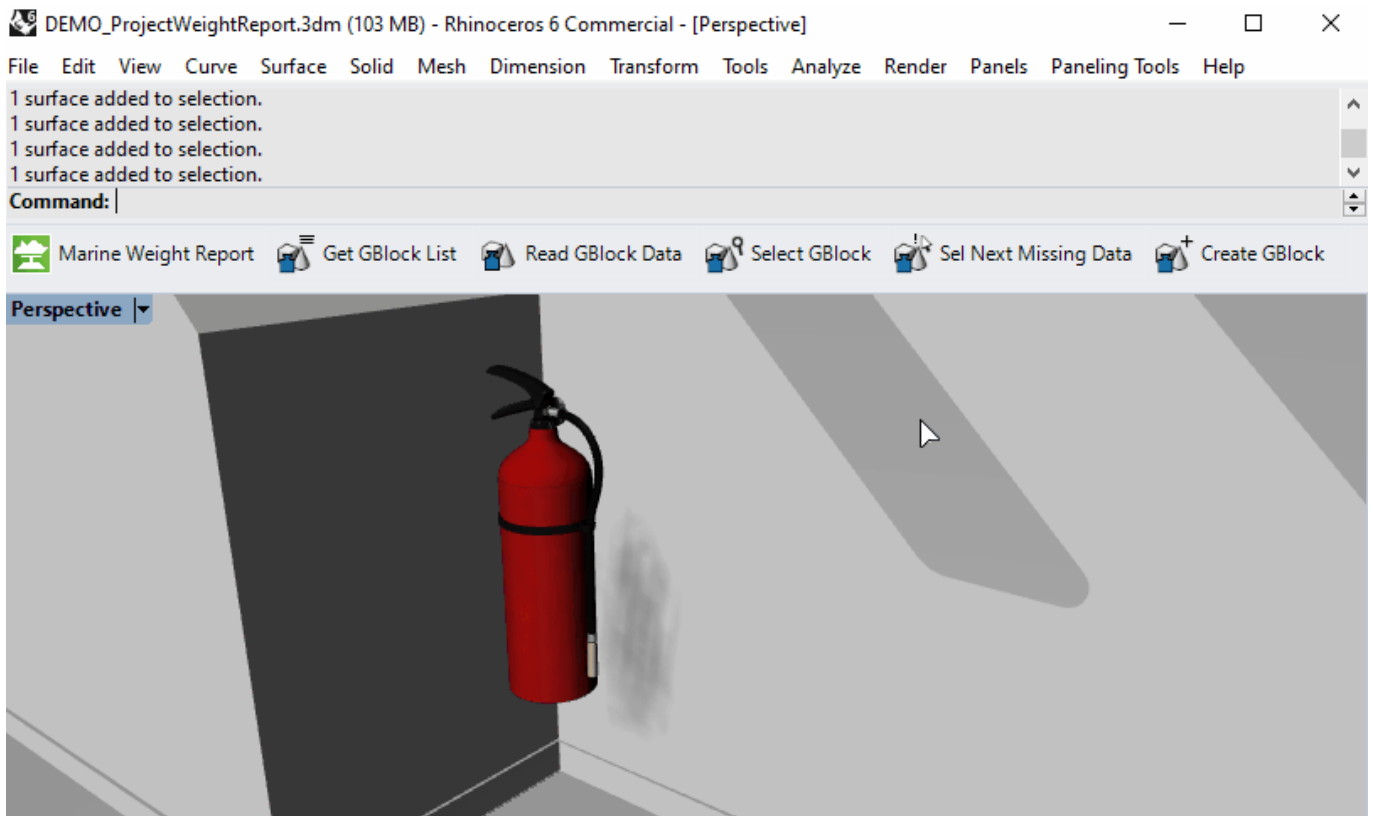 DEMO_ProjectWeightReport.3dm (103 MB) - Rhinoceros 6 Commercial - [Perspective]
File Edit View Curve Surface Solid Mesh Dimension Transform Tools Analyze Render Panels Paneling Tools Help
1 surface added to selection.
1 surface added to selection.
1 surface added to selection.
1 surface added to selection.
Command:
Marine Weight Report Get GBlock List Read GBlock Data Select GBlock Sel Next Missing Data Create GBlock
Perspective